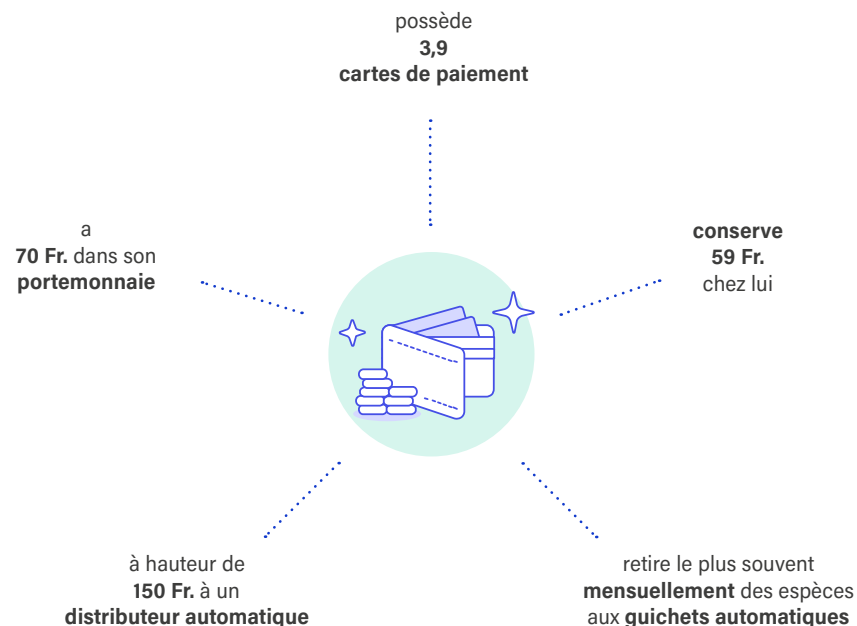 possède
3,9
cartes de paiement
a
70 Fr. dans son
portemonnaie
conserve
59 Fr.
chez lui
à hauteur de
150 Fr. à un
distributeur automatique
retire le plus souvent
mensuellement des espèces
aux guichets automatiques